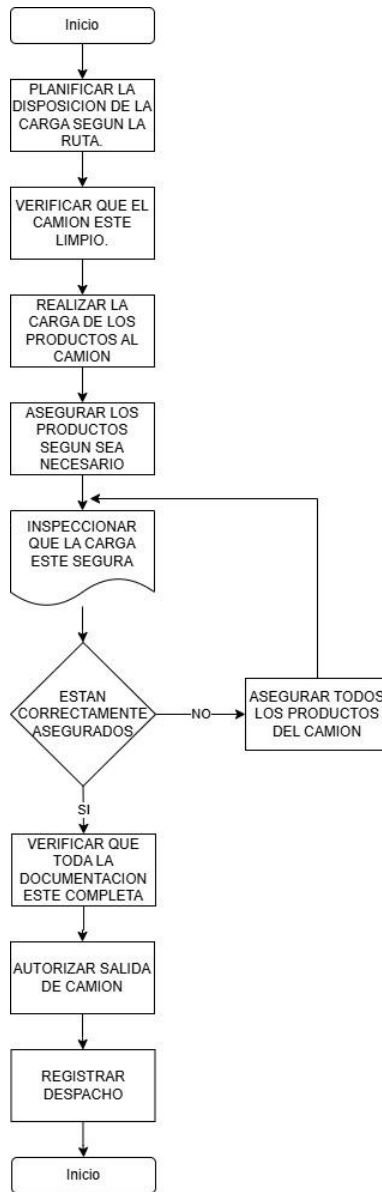 Inicio
PLANIFICAR LA
DISPOSICION DE LA
CARGA SEGUN LA
RUTA.
VERIFICAR QUE EL
CAMION ESTE
LIMPIO.
REALIZAR LA
CARGA DE LOS
PRODUCTOS AL
CAMION
ASEGURAR LOS
PRODUCTOS
SEGUN SEA
NECESARIO
INSPECCIONAR
QUE LA CARGA
ESTE SEGURA
ESTAN
CORRECTAMENTE
ASEGURADOS
NO
ASEGURAR TODOS
LOS PRODUCTOS
DEL CAMION
SI
VERIFICAR QUE
TODA LA
DOCUMENTACION
ESTE COMPLETA
AUTORIZAR SALIDA
DE CAMION
REGISTRAR
DESPACHO
Inicio